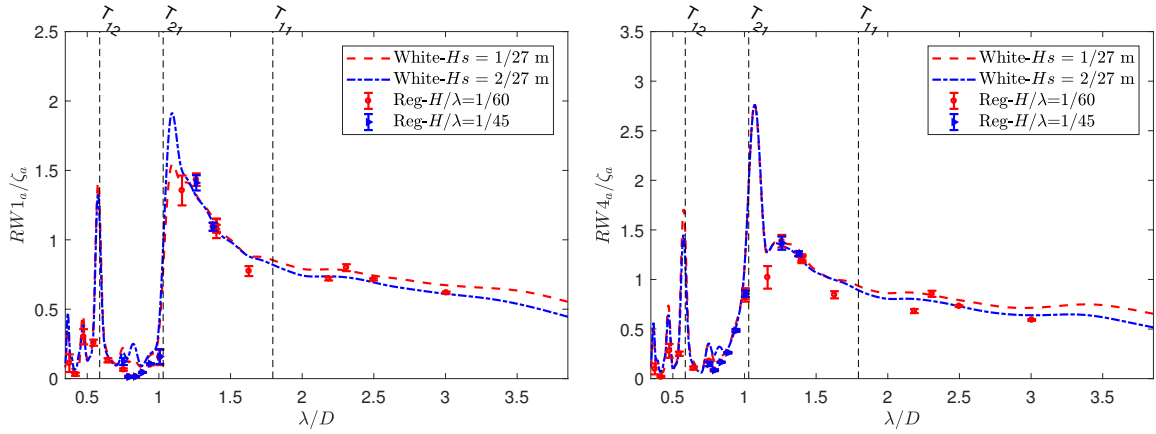 T12 T21 T11
2.5
2
1.5
1
0.5
0
RW1a/ζa
White-Hs = 1/27 m
White-Hs = 2/27 m
Reg-H/λ=1/60
Reg-H/λ=1/45
0.5 1 1.5 2 2.5 3 3.5
λ/D
T12 T21 T11
4
3.5
3
2.5
2
1.5
1
0.5
0
RW4a/ζa
White-Hs = 1/27 m
White-Hs = 2/27 m
Reg-H/λ=1/60
Reg-H/λ=1/45
0.5 1 1.5 2 2.5 3 3.5
λ/D